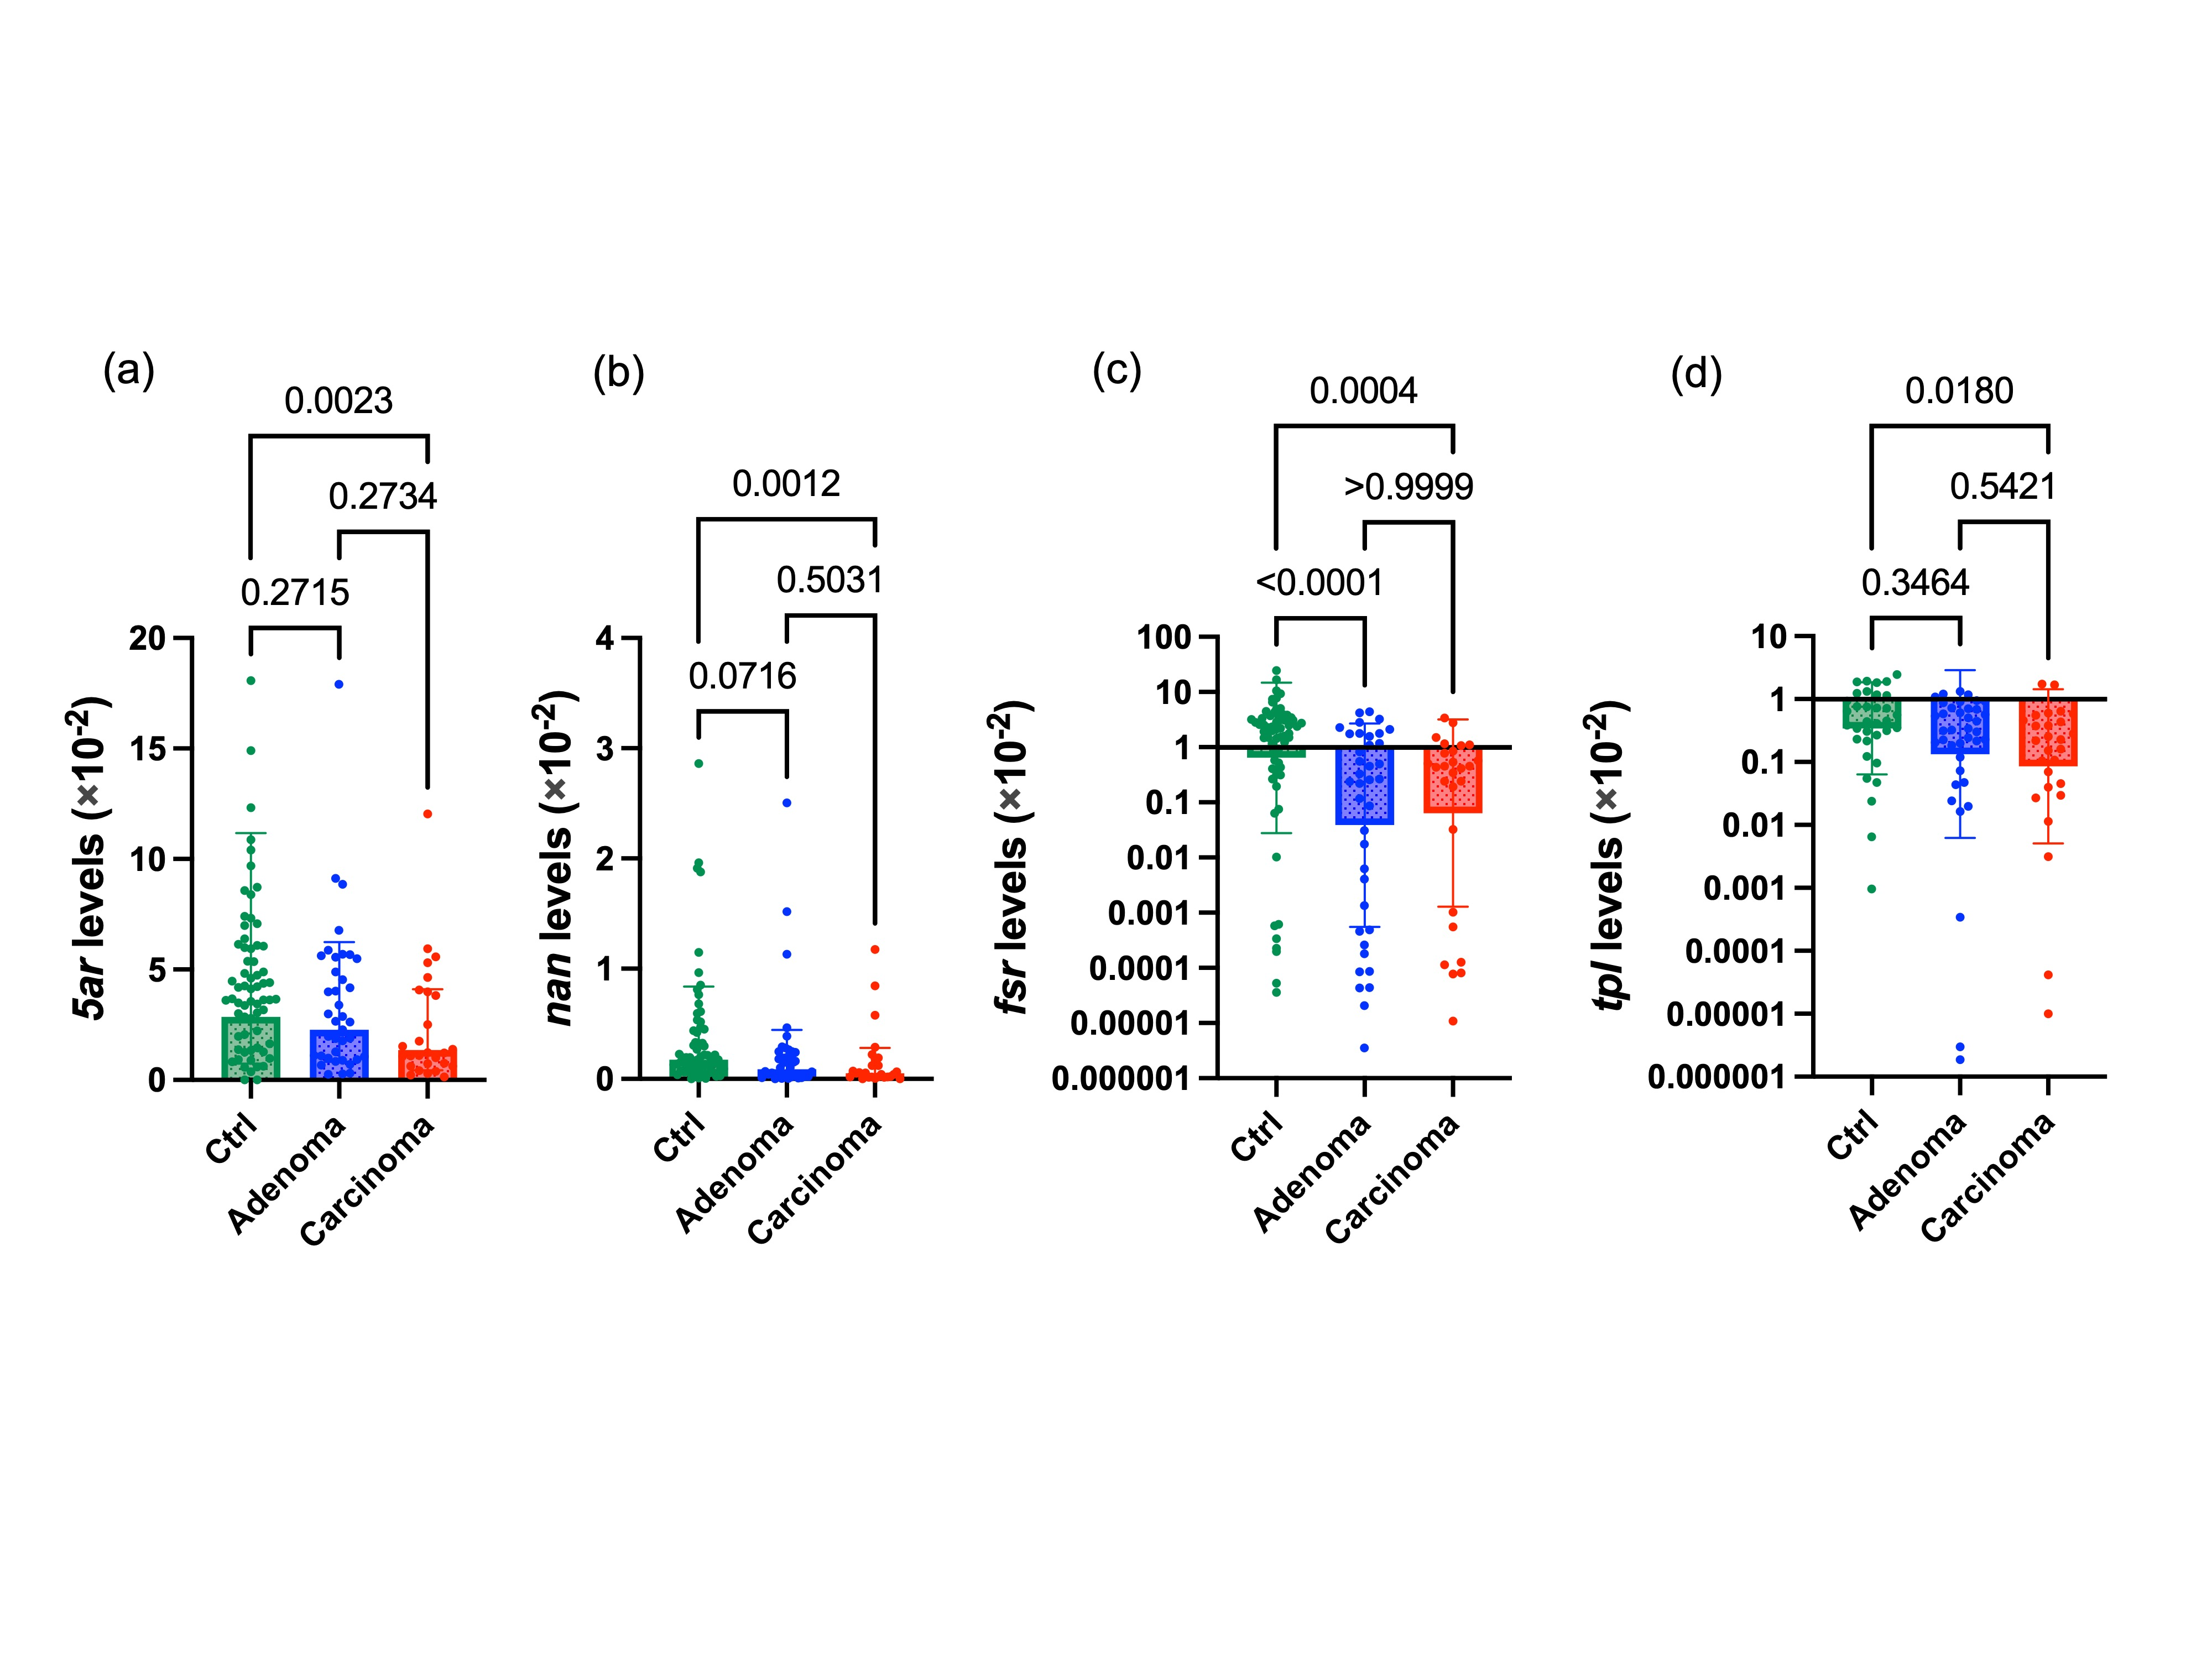 (a)
0.0023
0.2734
0.2715
5ar levels (×10-2)
20
15
10
5
0
Ctrl
Adenoma
Carcinoma
(b)
0.0012
0.5031
0.0716
nan levels (×10-2)
4
3
2
1
0
Ctrl
Adenoma
Carcinoma
(c)
0.0004
>0.9999
<0.0001
fsr levels (×10-2)
100
10
1
0.1
0.01
0.001
0.0001
0.00001
0.000001
Ctrl
Adenoma
Carcinoma
(d)
0.0180
0.5421
0.3464
tpl levels (×10-2)
10
1
0.1
0.01
0.001
0.0001
0.00001
0.000001
Ctrl
Adenoma
Carcinoma